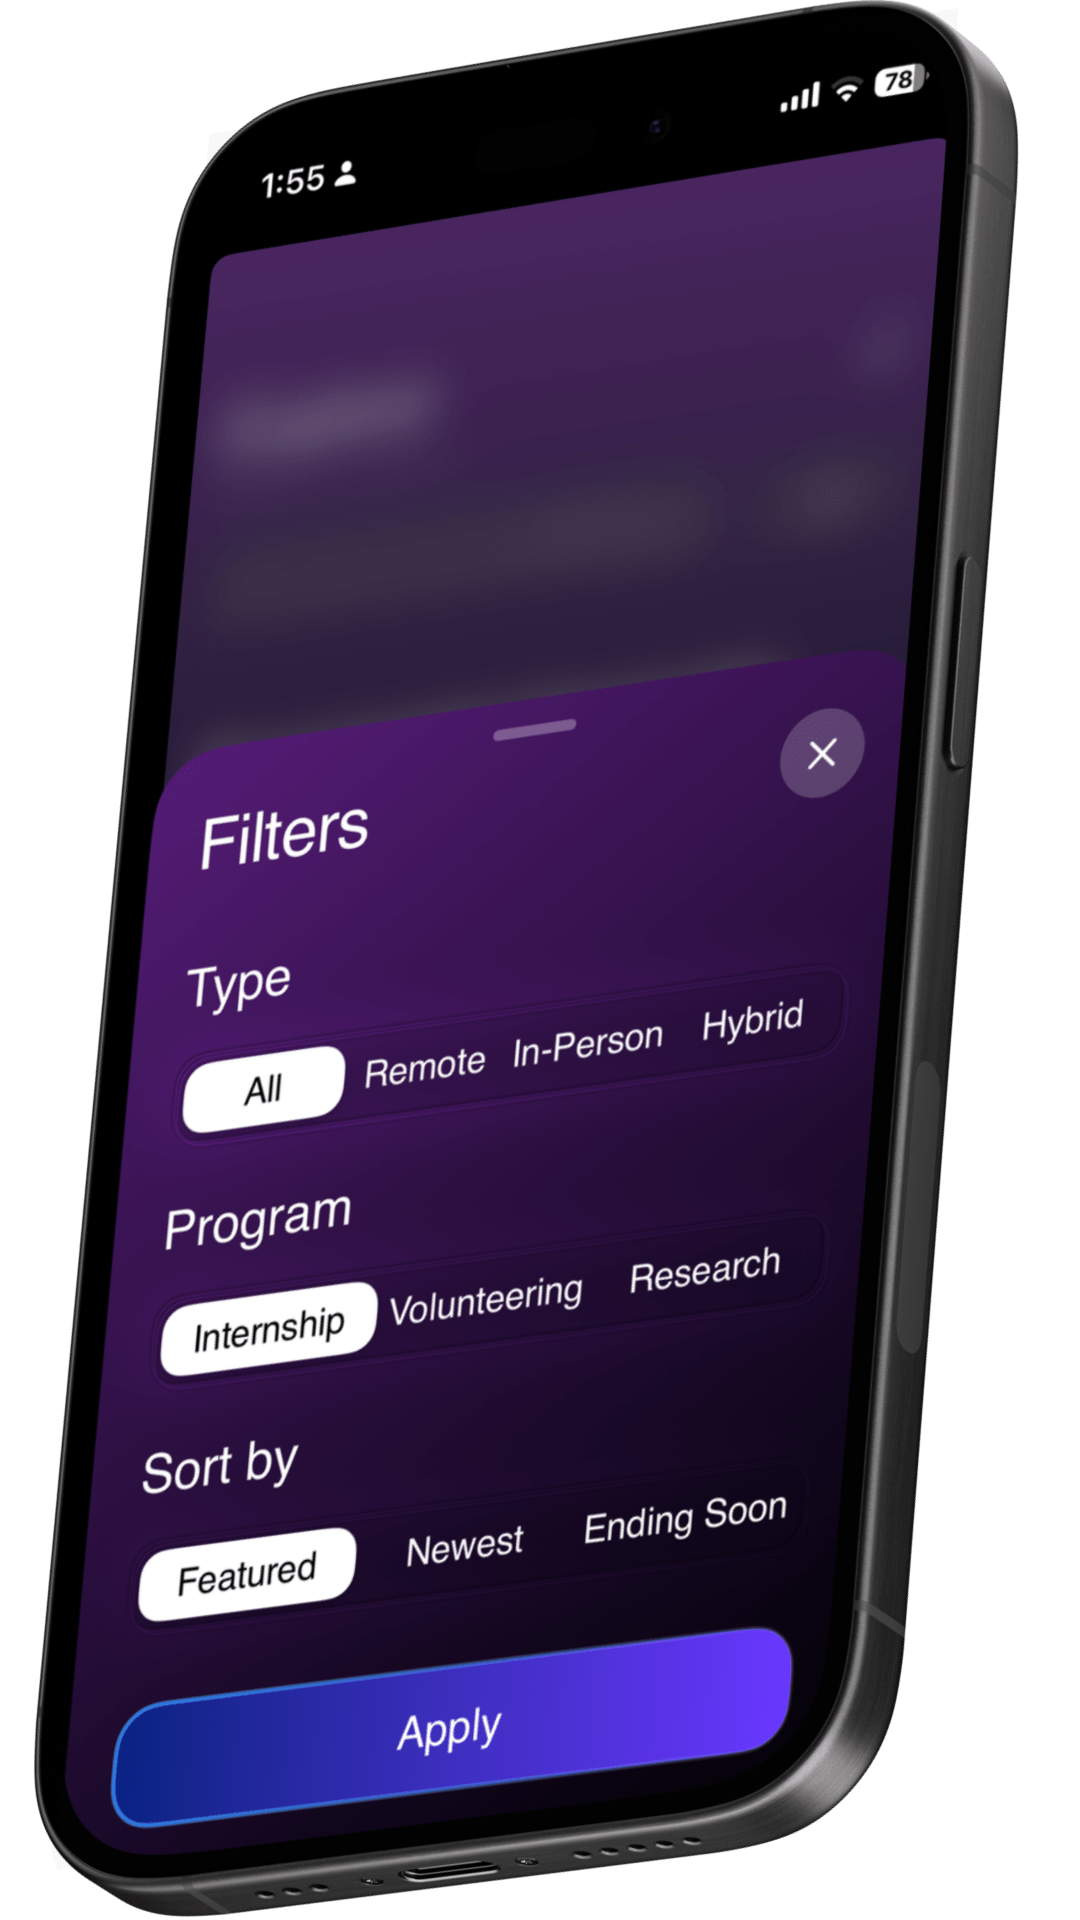 1:55
78
Filters
Type
All Remote In-Person Hybrid
Program
Internship Volunteering Research
Sort by
Featured Newest Ending Soon
Apply